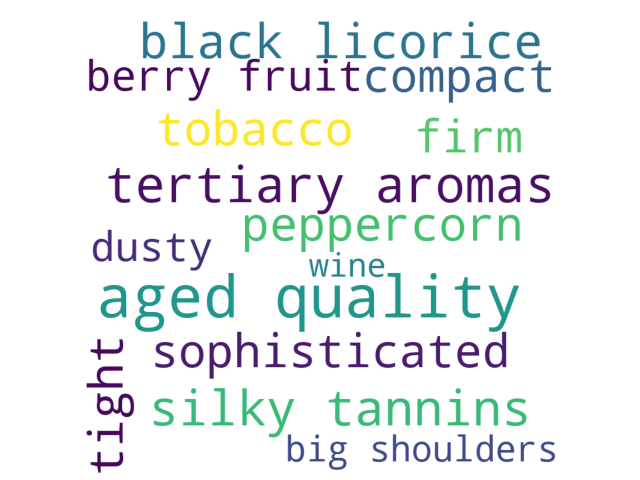 black licorice
berry fruit compact
tobacco firm
tertiary aromas
peppercorn
dusty
wine
aged quality
sophisticated
tight
silky tannins
big shoulders